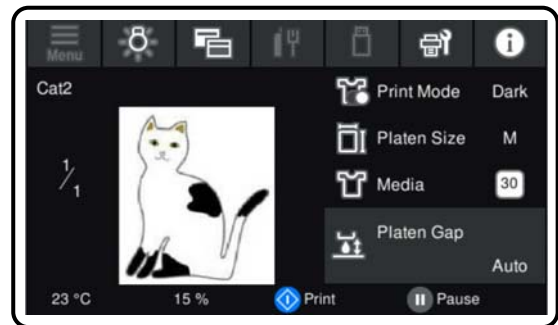 Menu
Cat2
Print Mode Dark
Platen Size M
1/1
Media 30
Platen Gap
Auto
23 °C 15 % Print Pause